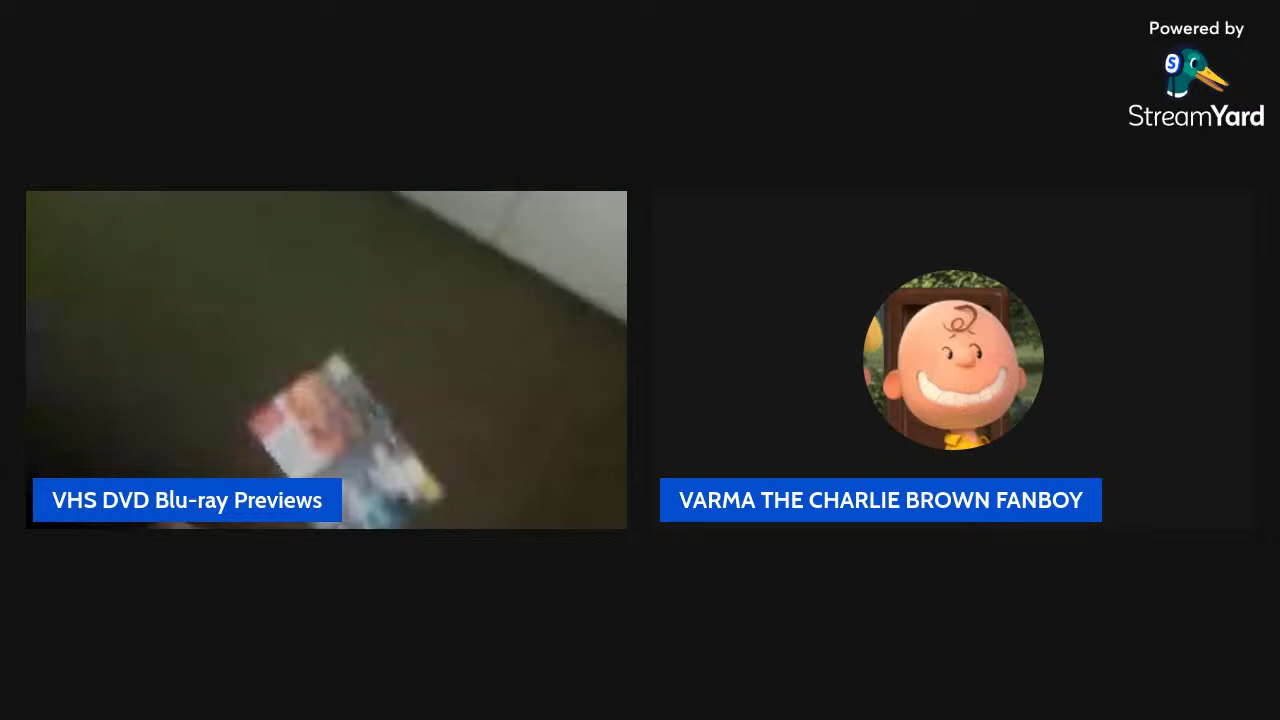 Powered by
S
StreamYard
VHS DVD Blu-ray Previews
VARMA THE CHARLIE BROWN FANBOY